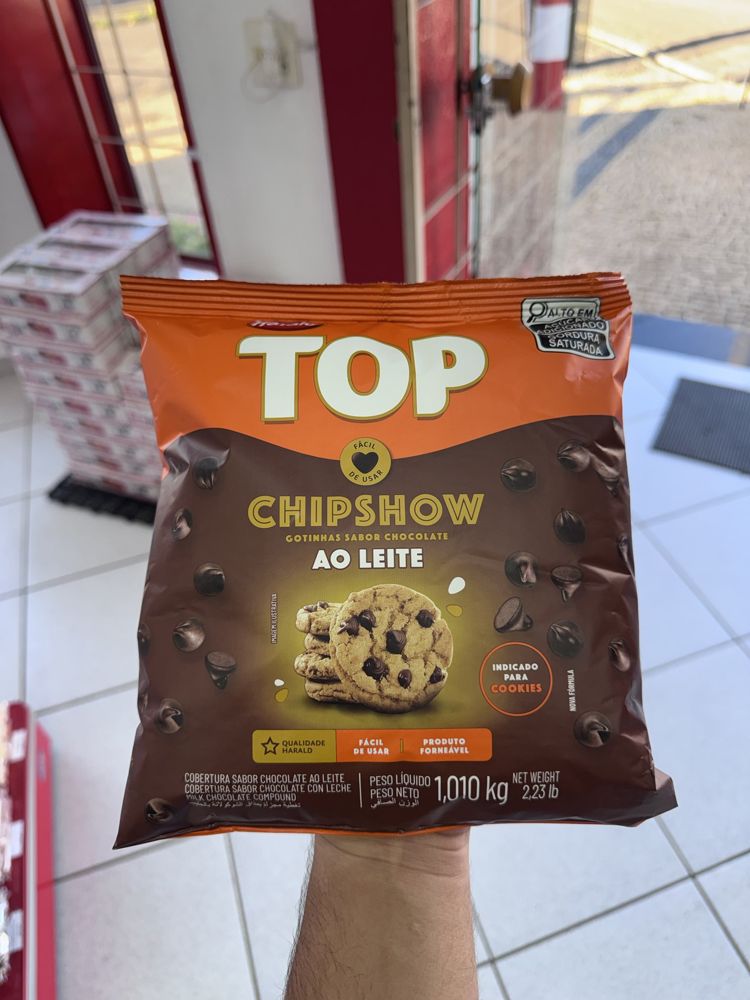 Harald
TOP
ALTO EM
AÇÚCAR
ADICIONADO
GORDURA
SATURADA
FÁCIL
DE USAR
CHIPSHOW
GOTINHAS SABOR CHOCOLATE
AO LEITE
IMAGEM ILUSTRATIVA
INDICADO
PARA
COOKIES
NOVA FÓRMULA
QUALIDADE
HARALD
FÁCIL
DE USAR
PRODUTO
FORNEÁVEL
COBERTURA SABOR CHOCOLATE AO LEITE
COBERTURA SABOR CHOCOLATE CON LECHE
MILK CHOCOLATE COMPOUND
PESO LÍQUIDO
PESO NETO
الوزن الصافي
1,010 kg
NET WEIGHT
2,23 lb